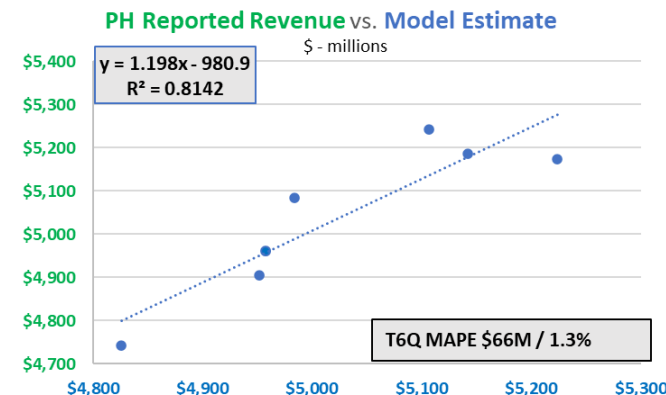 PH Reported Revenue vs. Model Estimate
$ - millions
y = 1.198x - 980.9
R² = 0.8142
$5,400
$5,300
$5,200
$5,100
$5,000
$4,900
$4,800
$4,700
T6Q MAPE $66M / 1.3%
$4,800 $4,900 $5,000 $5,100 $5,200 $5,300